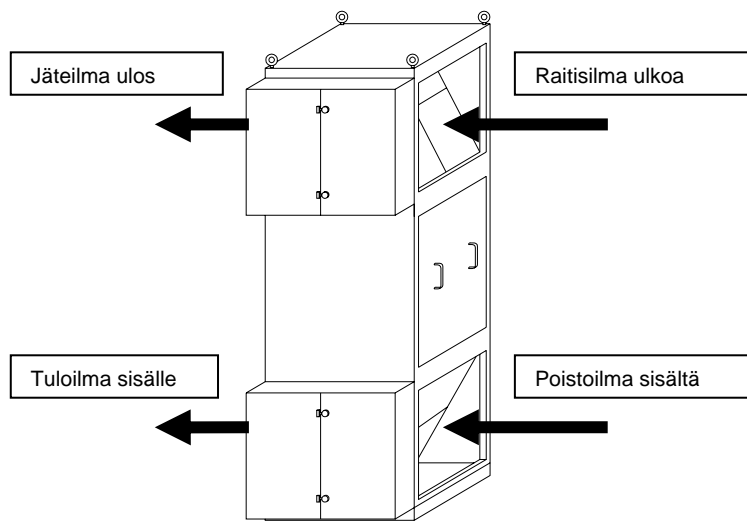 Jäteilma ulos
Raitisilma ulkoa
Tuloilma sisälle
Poistoilma sisältä